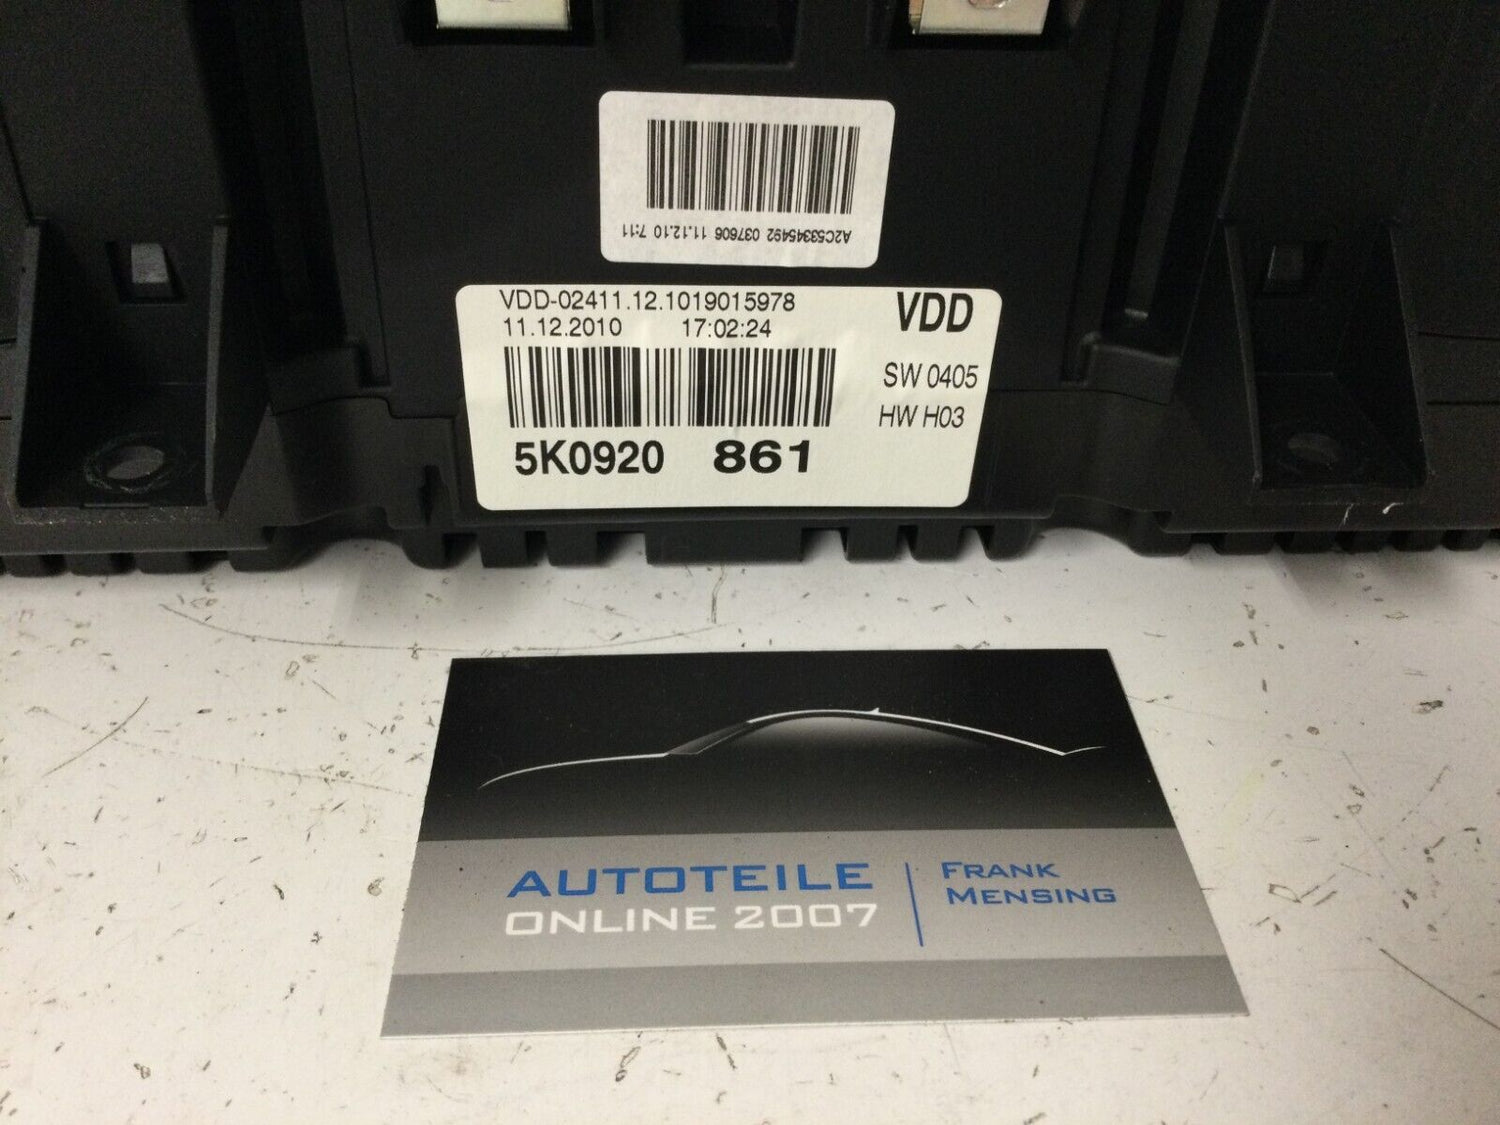 A2C53345492 037606 11.12.10 7:11
VDD-02411.12.1019015978
11.12.2010 17:02:24
VDD
SW 0405
HW H03
5K0920 861
AUTOTEILE
ONLINE 2007
FRANK
MENSING